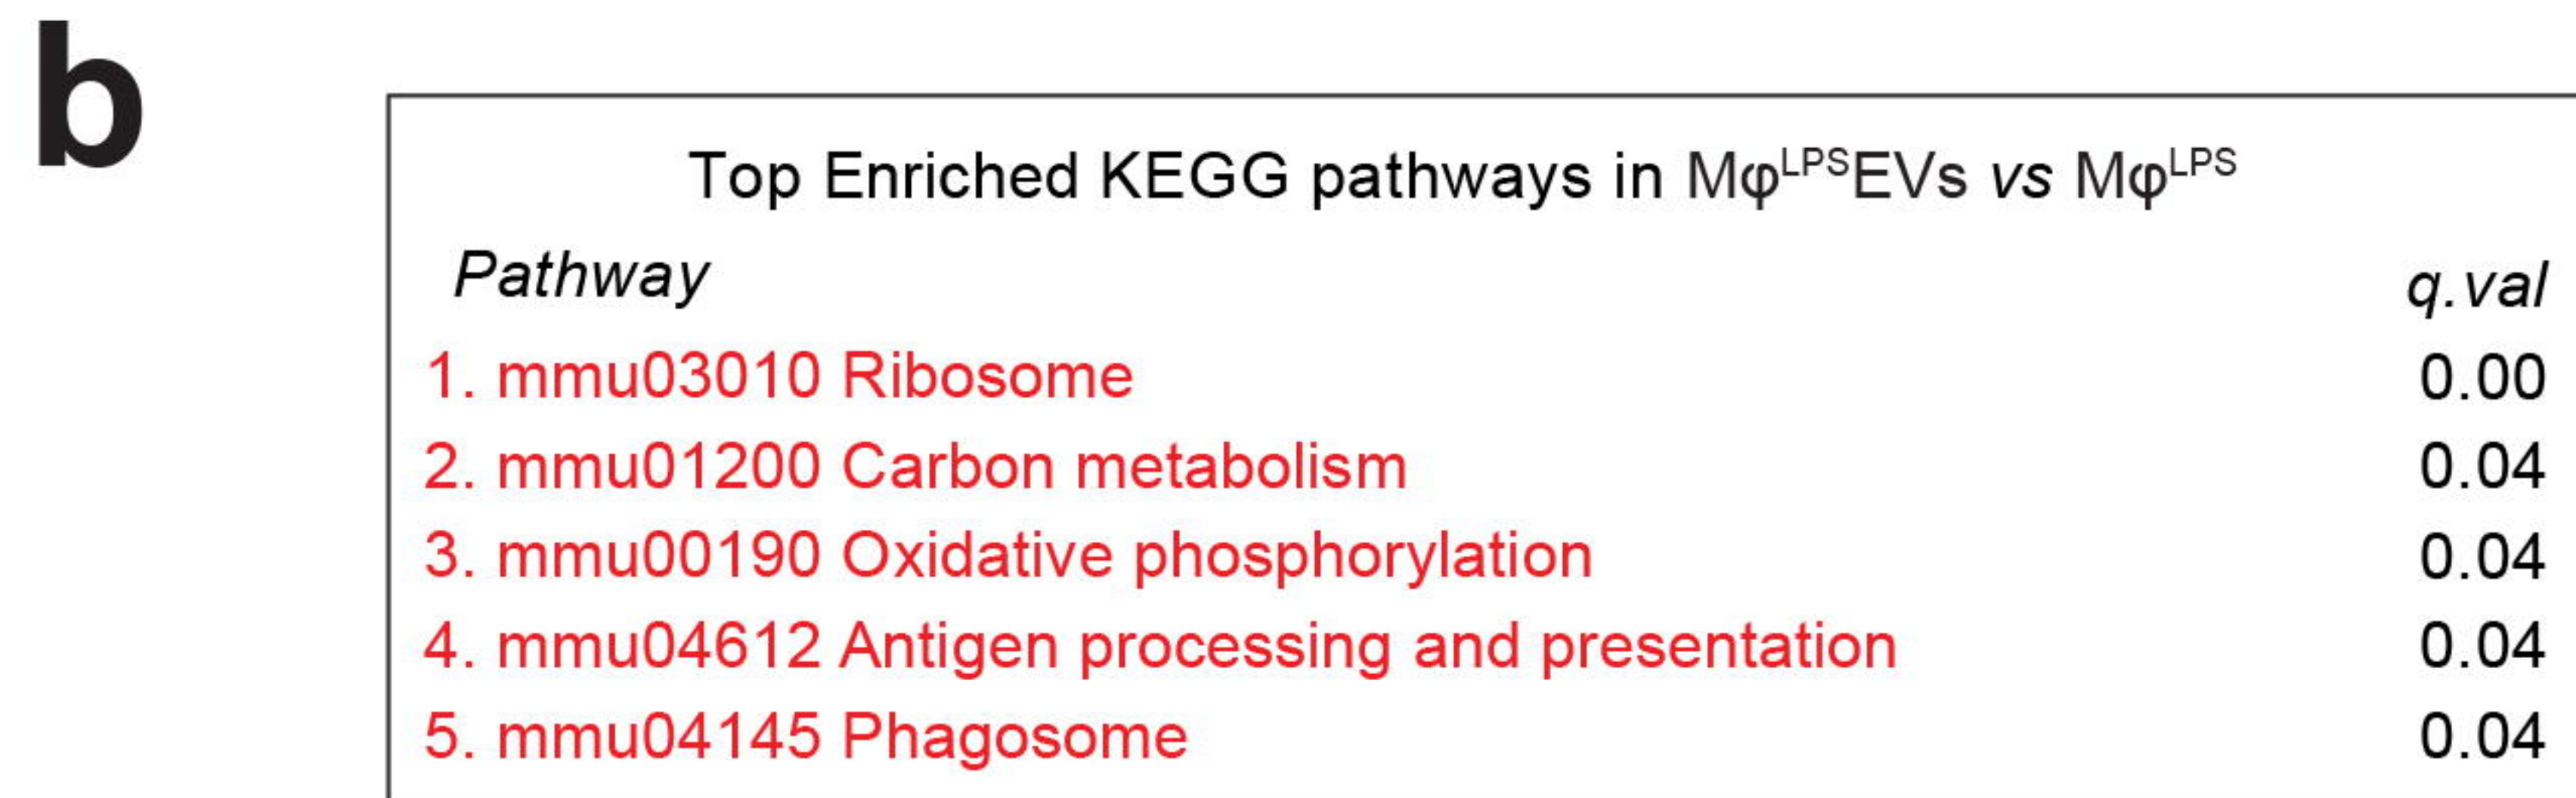 b
Top Enriched KEGG pathways in MφLPSEVs vs MφLPS
Pathway q.val
1. mmu03010 Ribosome 0.00
2. mmu01200 Carbon metabolism 0.04
3. mmu00190 Oxidative phosphorylation 0.04
4. mmu04612 Antigen processing and presentation 0.04
5. mmu04145 Phagosome 0.04